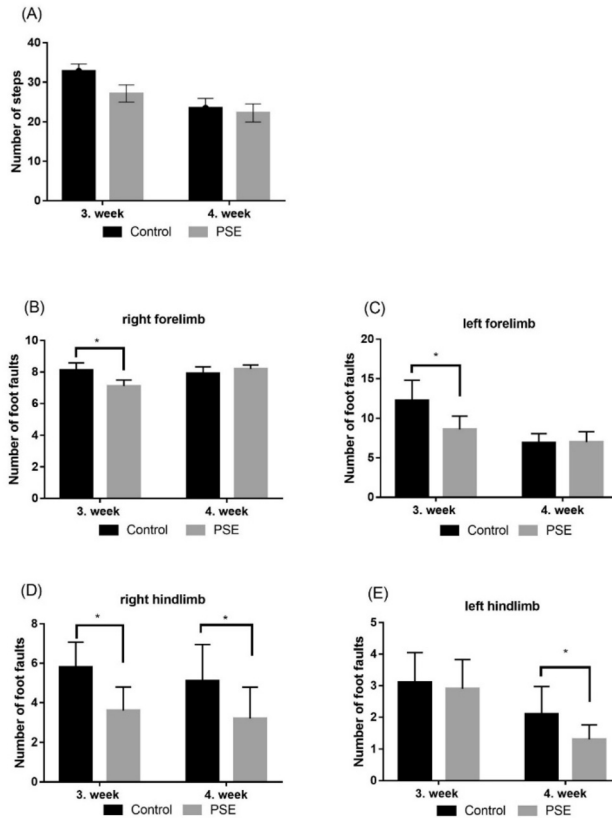 (A)
Number of steps
40
30
20
10
0
3. week 4. week
Control PSE
(B)
right forelimb
Number of foot faults
10
8
6
4
2
0
*
3. week 4. week
Control PSE
(C)
left forelimb
Number of foot faults
20
15
10
5
0
*
3. week 4. week
Control PSE
(D)
right hindlimb
Number of foot faults
8
6
4
2
0
* *
3. week 4. week
Control PSE
(E)
left hindlimb
Number of foot faults
5
4
3
2
1
0
*
3. week 4. week
Control PSE